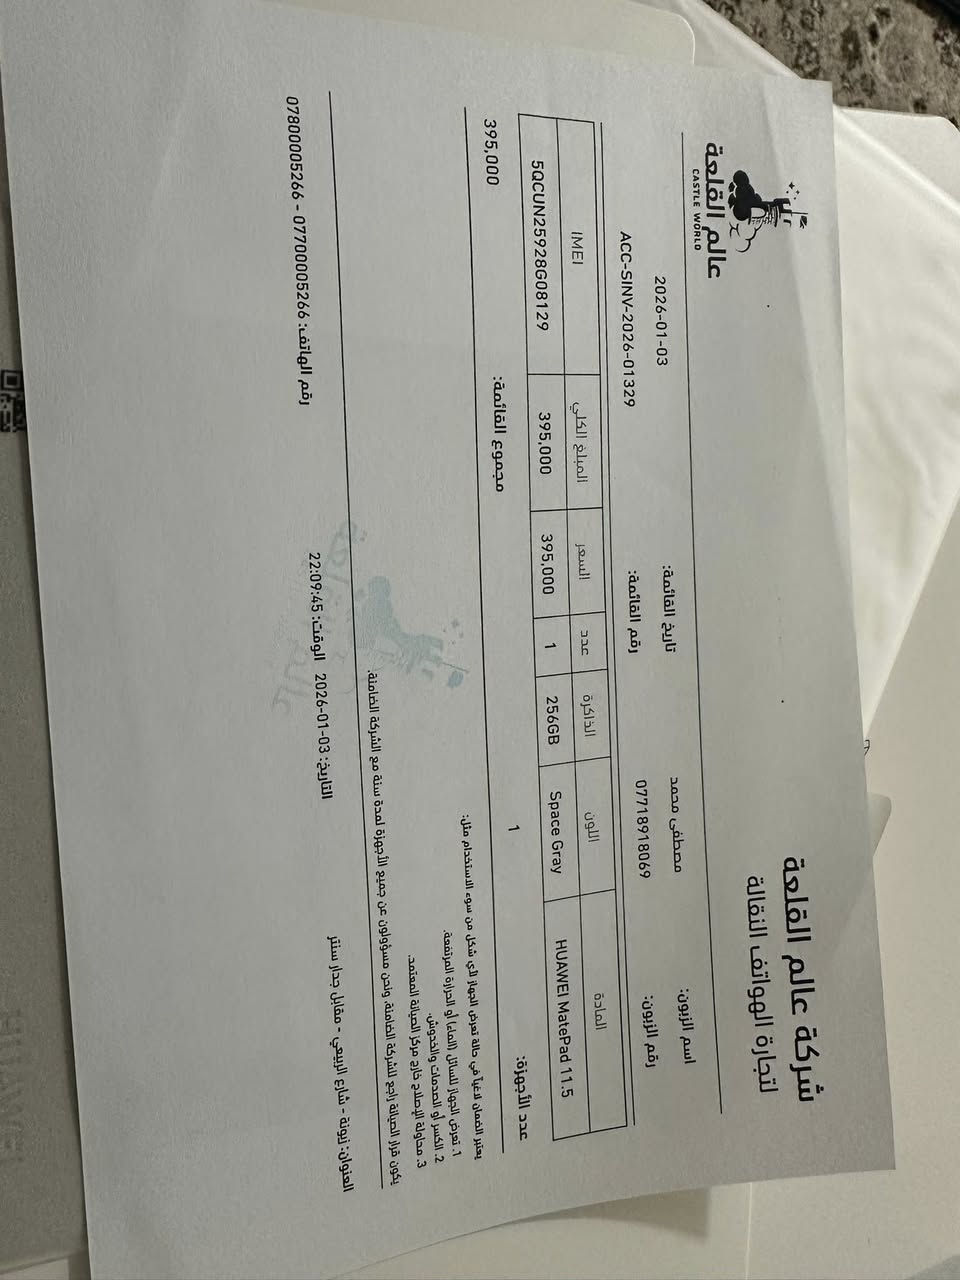 شركة عالم القلعة
لتجارة الهواتف النقالة
عالم القلعة
CASTLE WORLD
اسم الزبون: مصطفى محمد تاريخ القائمة: 2026-01-03
رقم الزبون: 07718918069 رقم القائمة: ACC-SINV-2026-01329
المادة اللون الذاكرة عدد السعر المبلغ الكلي IMEI
HUAWEI MatePad 11.5 Space Gray 256GB 1 395,000 395,000 5QCUN25928G08129
عدد الأجهزة: 1 مجموع القائمة: 395,000
يعتبر الضمان لاغياً في حالة تعرض الجهاز لأي شكل من سوء الاستخدام مثل:
1. تعرض الجهاز للسائل (الماء) أو الحرارة المرتفعة.
2. الكسر أو الصدمات والخدوش.
3. محاولة الإصلاح خارج مركز الصيانة المعتمد.
يكون قرار الصيانة راجع للشركة الضامنة. ونحن مسؤولون عن جميع الأجهزة لمدة سنة مع الشركة الضامنة.
العنوان: زيونة - شارع الربيعي - مقابل جدار سنتر التاريخ: 2026-01-03 الوقت: 22:09:45 رقم الهاتف: 07700005266 - 07800005266
HUAWEI